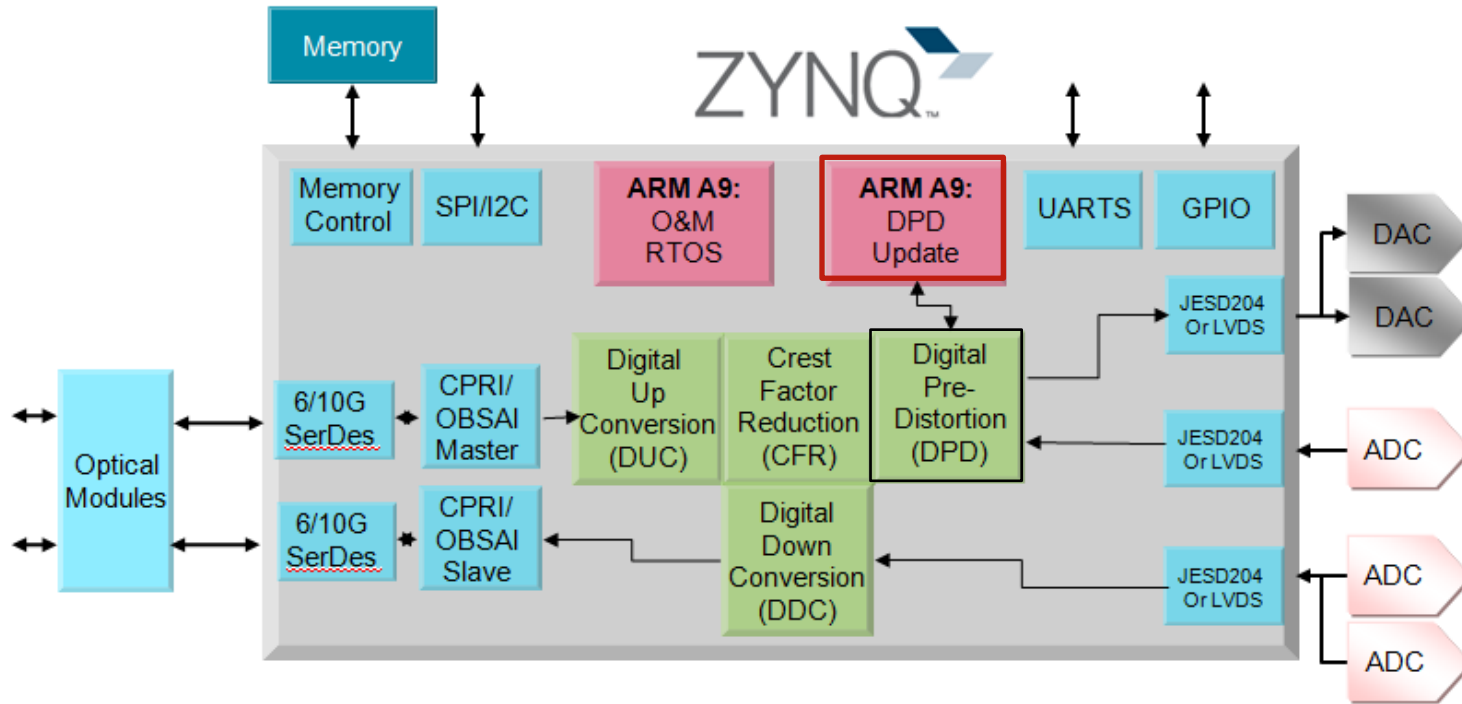 Memory
ZYNQ™
Memory
Control
SPI/I2C
ARM A9:
O&M
RTOS
ARM A9:
DPD
Update
UARTS
GPIO
DAC
DAC
JESD204
Or LVDS
Optical
Modules
6/10G
SerDes
CPRI/
OBSAI
Master
Digital
Up
Conversion
(DUC)
Crest
Factor
Reduction
(CFR)
Digital
Pre-
Distortion
(DPD)
JESD204
Or LVDS
ADC
6/10G
SerDes
CPRI/
OBSAI
Slave
Digital
Down
Conversion
(DDC)
JESD204
Or LVDS
ADC
ADC